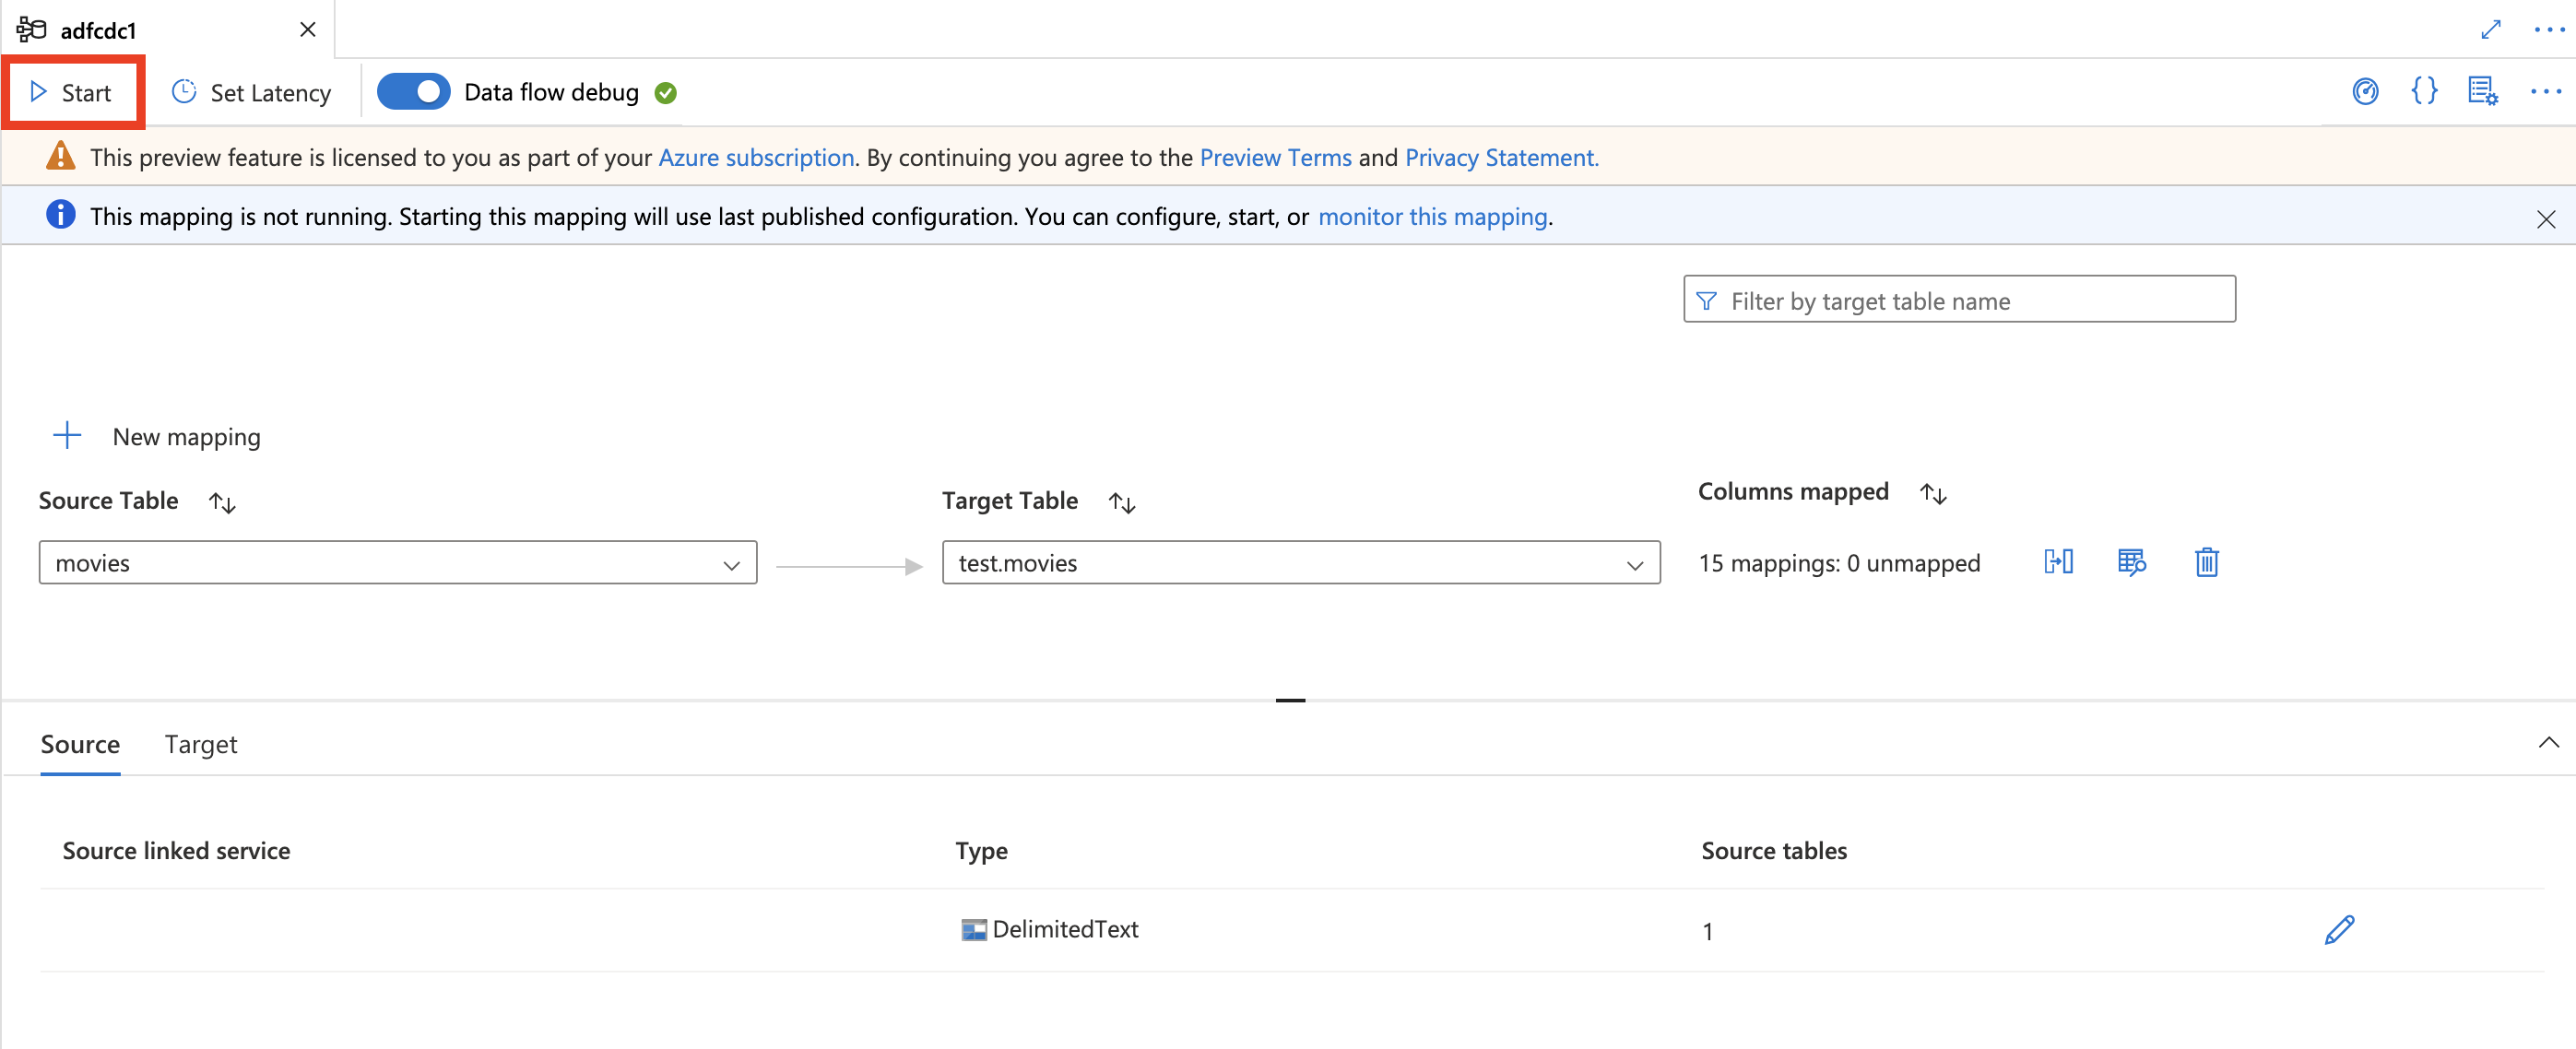 adfcdc1
Start
Set Latency
Data flow debug
This preview feature is licensed to you as part of your Azure subscription. By continuing you agree to the Preview Terms and Privacy Statement.
This mapping is not running. Starting this mapping will use last published configuration. You can configure, start, or monitor this mapping.
Filter by target table name
New mapping
Source Table
Target Table
Columns mapped
movies
test.movies
15 mappings: 0 unmapped
Source
Target
Source linked service
Type
Source tables
DelimitedText
1